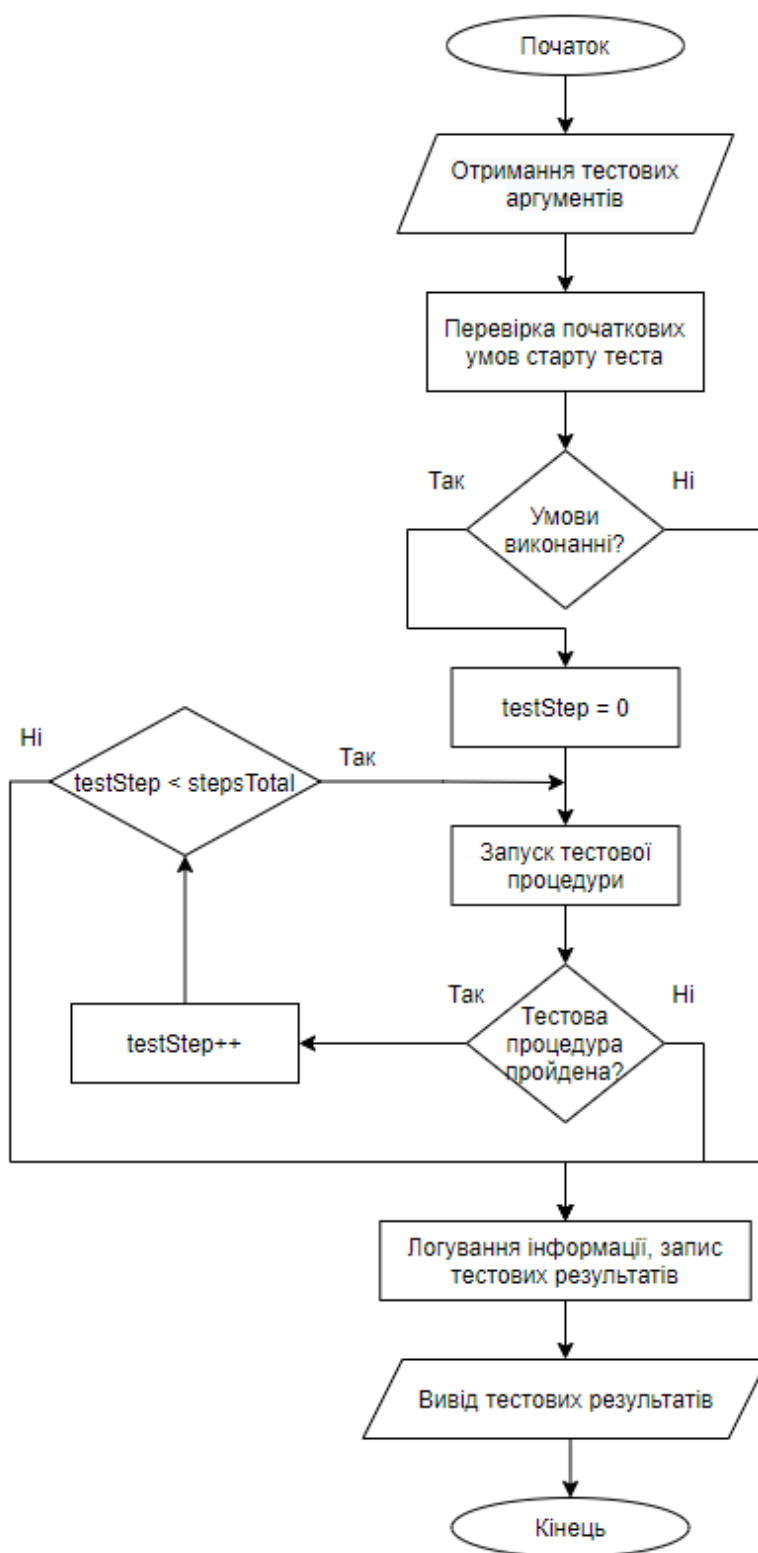 Початок
Отримання тестових
аргументів
Перевірка початкових
умов старту теста
Так
Ні
Умови
виконанні?
testStep = 0
Ні
testStep < stepsTotal
Так
Запуск тестової
процедури
testStep++
Так
Ні
Тестова
процедура
пройдена?
Логування інформації, запис
тестових результатів
Вивід тестових результатів
Кінець